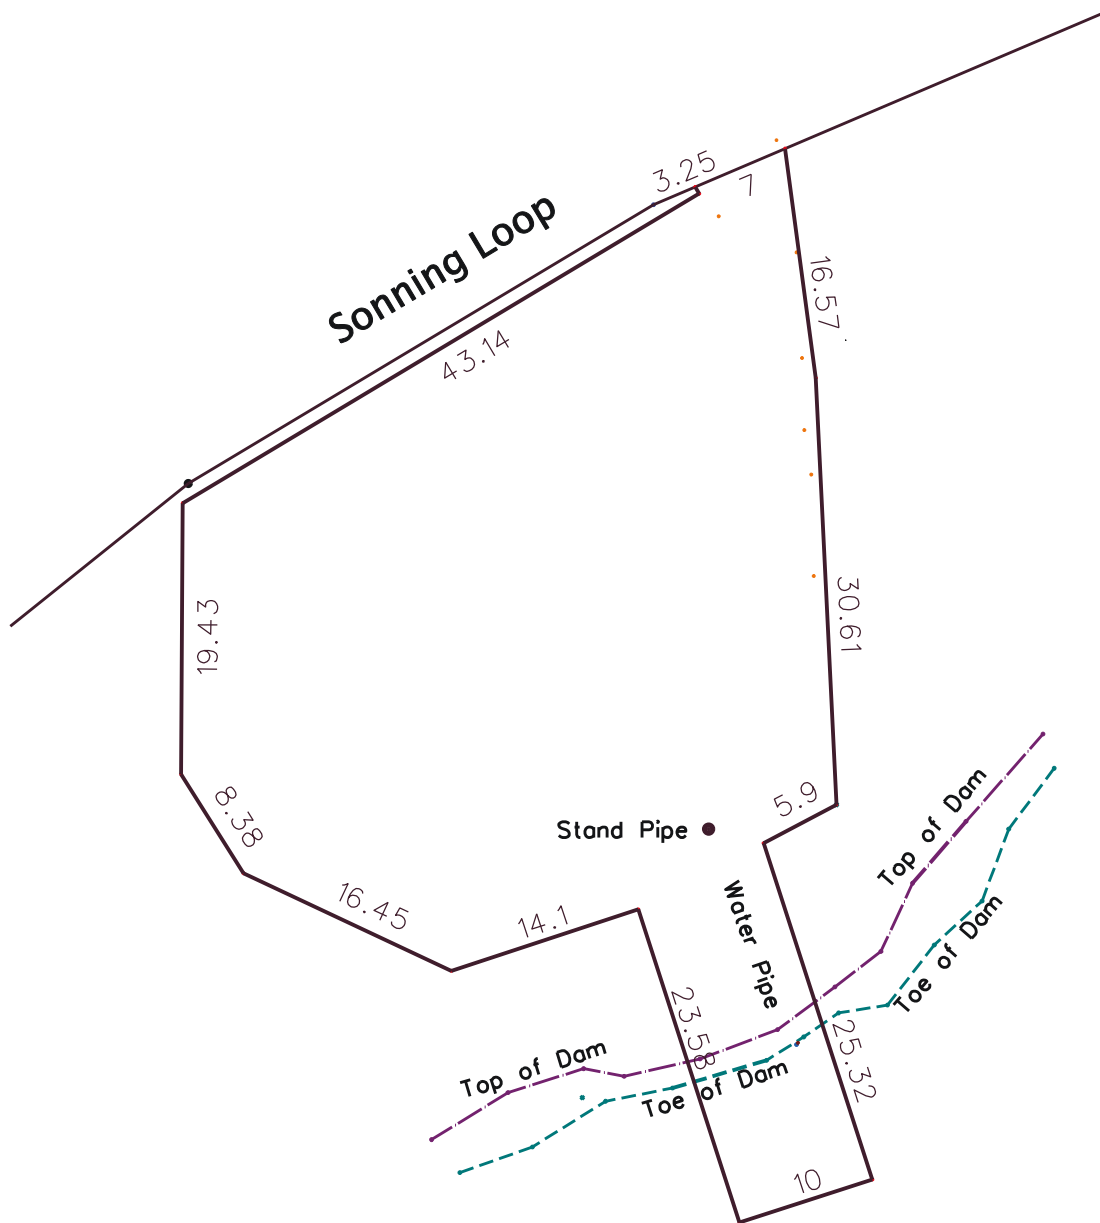 3.25
7
Sonning Loop
16.57
43.14
19.43
30.61
8.38
5.9
Stand Pipe
Top of Dam
16.45
14.1
Water Pipe
Toe of Dam
23.58
25.32
Top of Dam
Toe of Dam
10